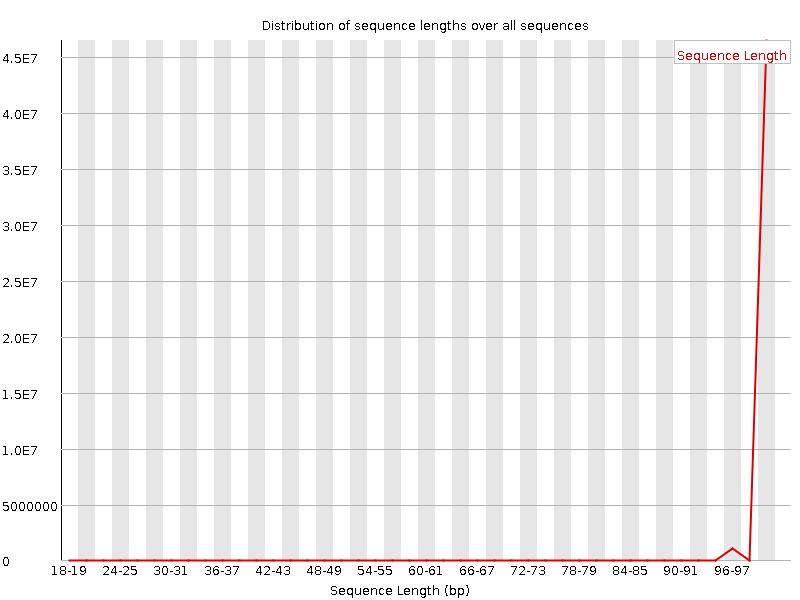 Distribution of sequence lengths over all sequences
Sequence Length
4.5E7
4.0E7
3.5E7
3.0E7
2.5E7
2.0E7
1.5E7
1.0E7
5000000
0
18-19 24-25 30-31 36-37 42-43 48-49 54-55 60-61 66-67 72-73 78-79 84-85 90-91 96-97
Sequence Length (bp)